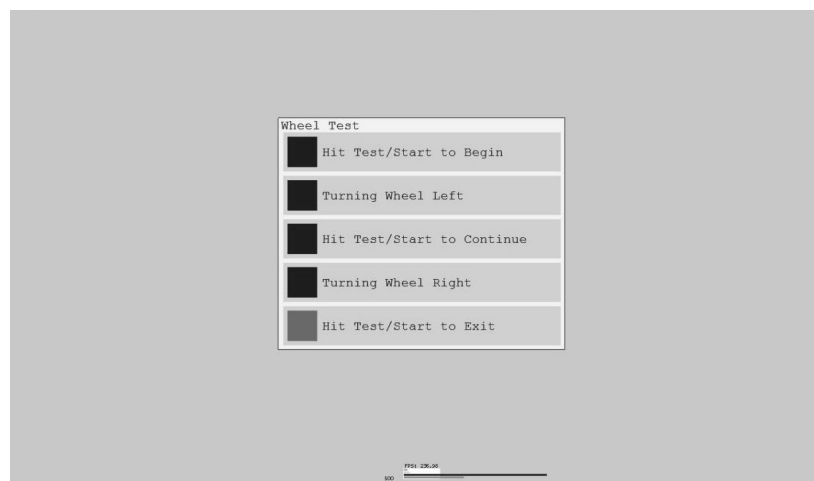 Wheel Test
Hit Test/Start to Begin
Turning Wheel Left
Hit Test/Start to Continue
Turning Wheel Right
Hit Test/Start to Exit